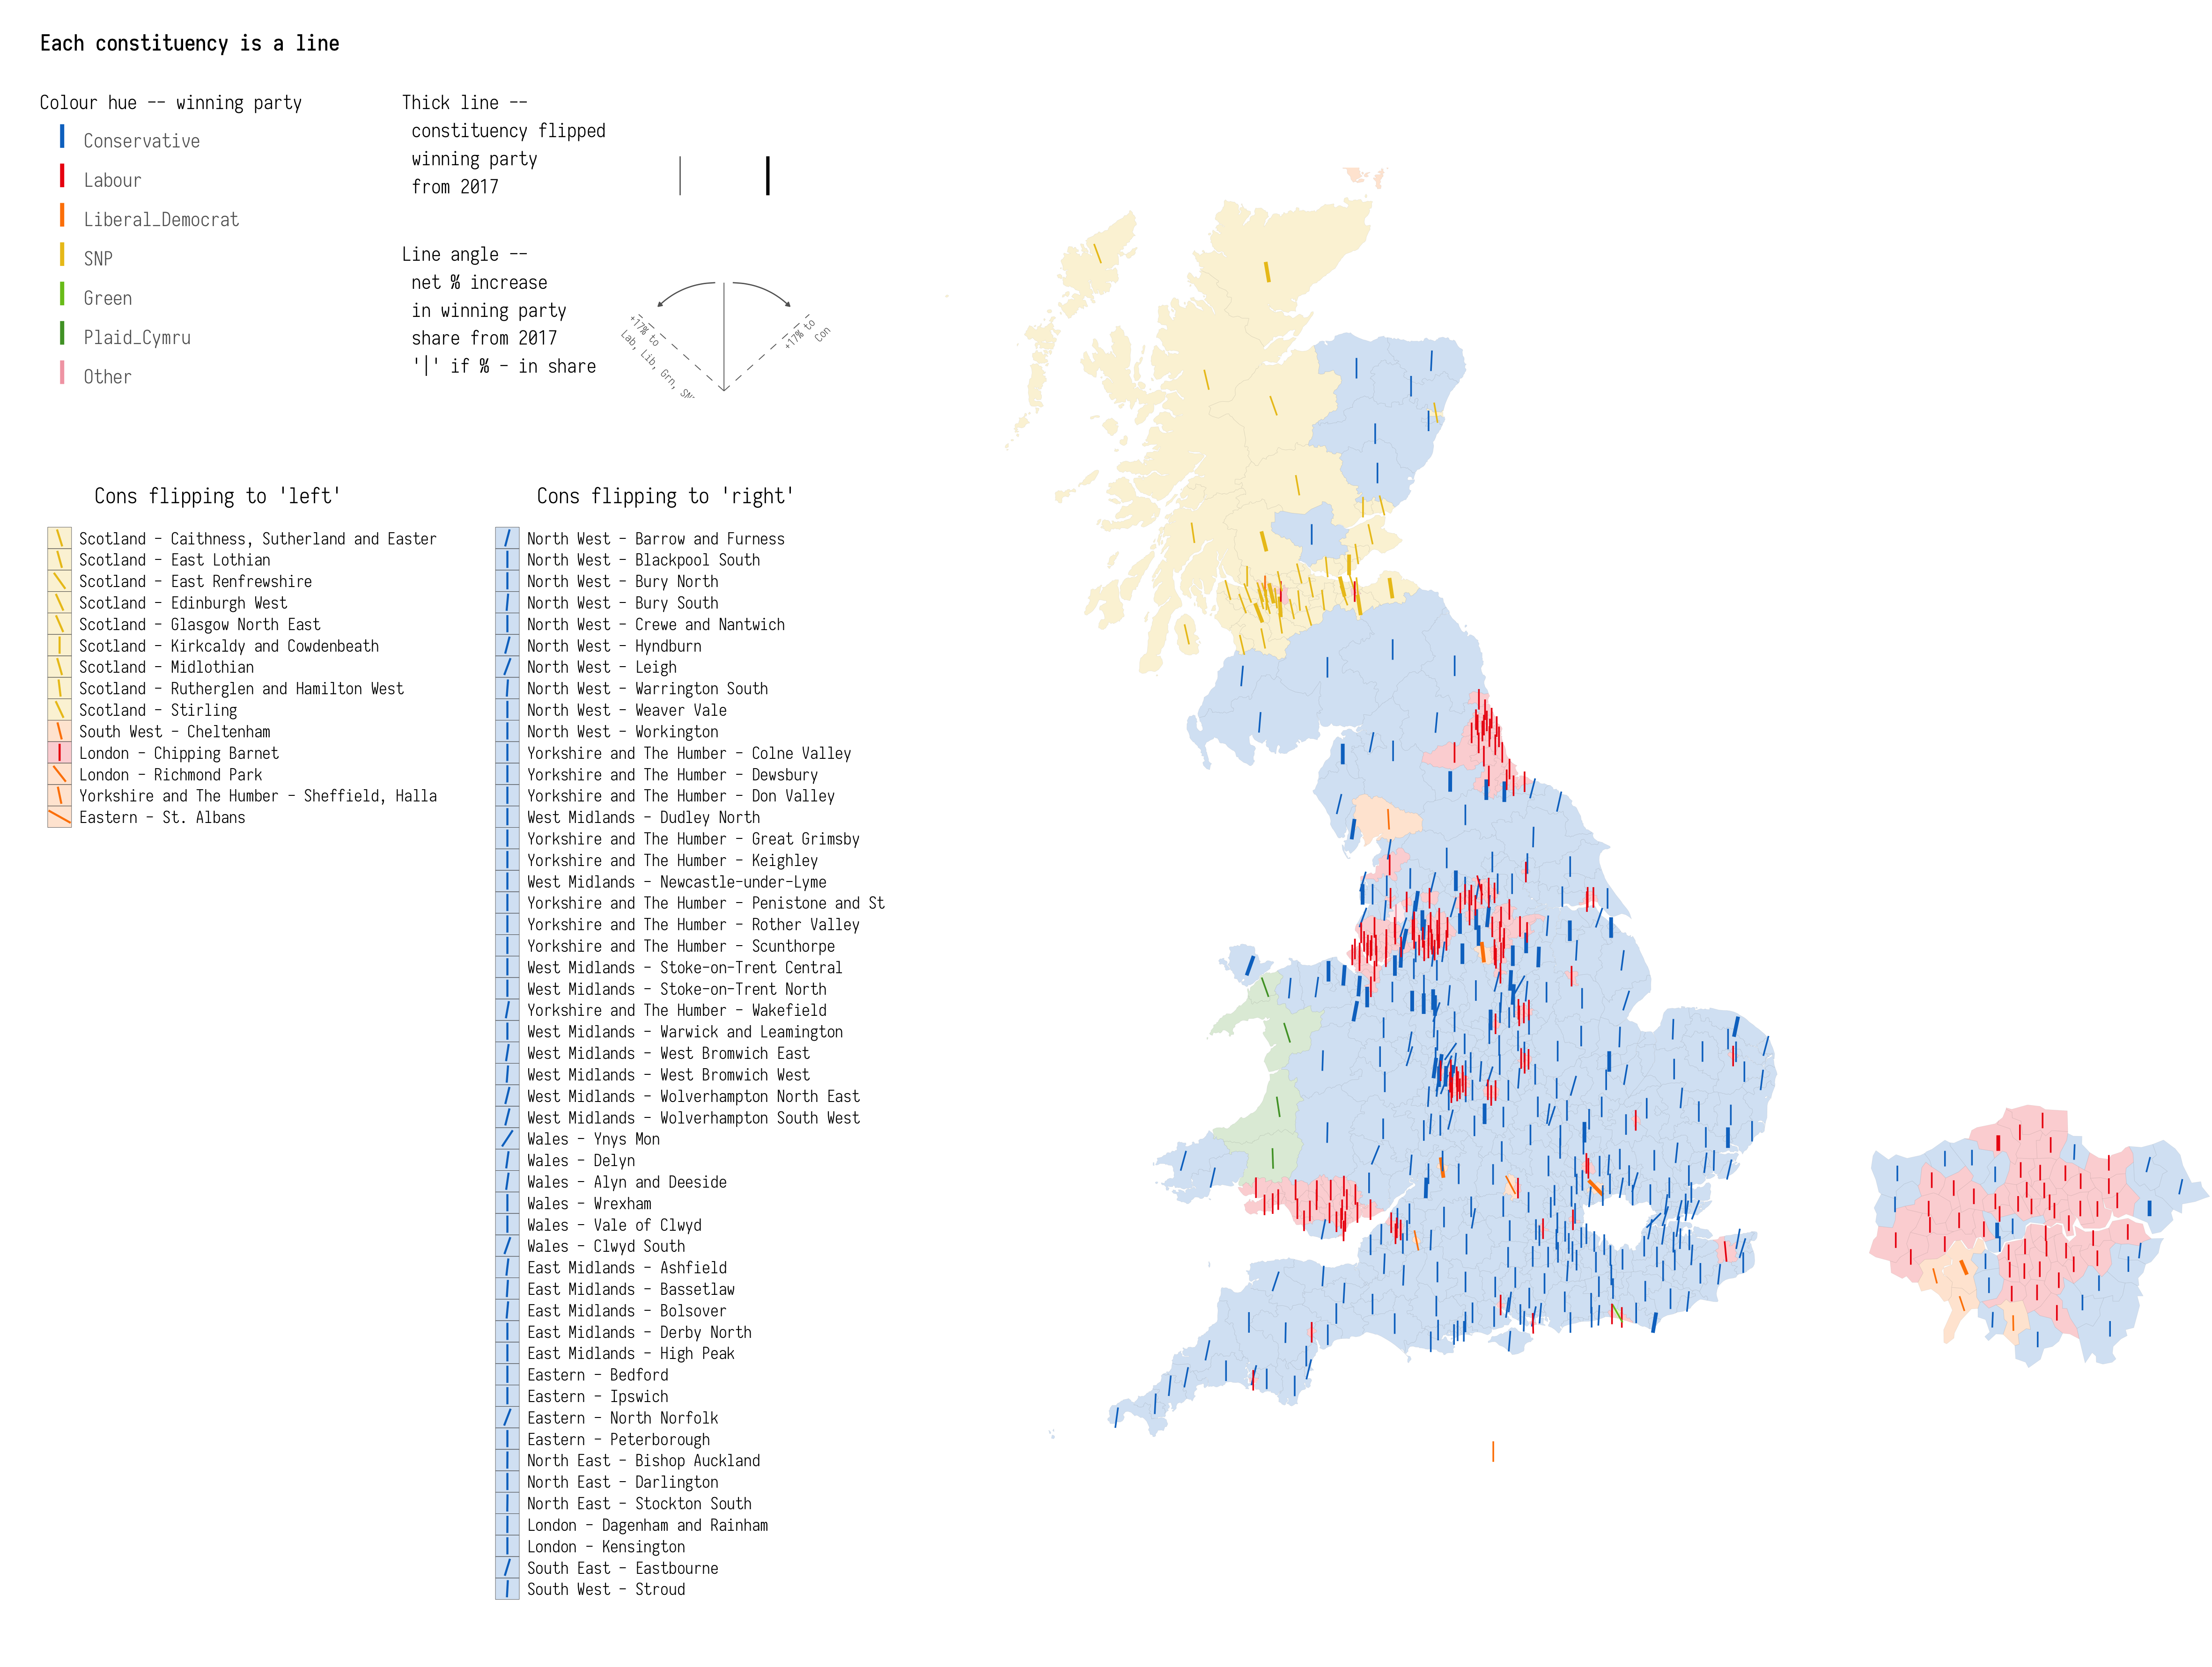 Each constituency is a line
Colour hue -- winning party
Conservative
Labour
Liberal_Democrat
SNP
Green
Plaid_Cymru
Other
Thick line --
constituency flipped
winning party
from 2017
Line angle --
net % increase
in winning party
share from 2017
'|' if % - in share
+17% to
Lab, Lib, Grn, SN
+17% to
Con
Cons flipping to 'left'
Scotland - Caithness, Sutherland and Easter
Scotland - East Lothian
Scotland - East Renfrewshire
Scotland - Edinburgh West
Scotland - Glasgow North East
Scotland - Kirkcaldy and Cowdenbeath
Scotland - Midlothian
Scotland - Rutherglen and Hamilton West
Scotland - Stirling
South West - Cheltenham
London - Chipping Barnet
London - Richmond Park
Yorkshire and The Humber - Sheffield, Halla
Eastern - St. Albans
Cons flipping to 'right'
North West - Barrow and Furness
North West - Blackpool South
North West - Bury North
North West - Bury South
North West - Crewe and Nantwich
North West - Hyndburn
North West - Leigh
North West - Warrington South
North West - Weaver Vale
North West - Workington
Yorkshire and The Humber - Colne Valley
Yorkshire and The Humber - Dewsbury
Yorkshire and The Humber - Don Valley
West Midlands - Dudley North
Yorkshire and The Humber - Great Grimsby
Yorkshire and The Humber - Keighley
West Midlands - Newcastle-under-Lyme
Yorkshire and The Humber - Penistone and St
Yorkshire and The Humber - Rother Valley
Yorkshire and The Humber - Scunthorpe
West Midlands - Stoke-on-Trent Central
West Midlands - Stoke-on-Trent North
Yorkshire and The Humber - Wakefield
West Midlands - Warwick and Leamington
West Midlands - West Bromwich East
West Midlands - West Bromwich West
West Midlands - Wolverhampton North East
West Midlands - Wolverhampton South West
Wales - Ynys Mon
Wales - Delyn
Wales - Alyn and Deeside
Wales - Wrexham
Wales - Vale of Clwyd
Wales - Clwyd South
East Midlands - Ashfield
East Midlands - Bassetlaw
East Midlands - Bolsover
East Midlands - Derby North
East Midlands - High Peak
Eastern - Bedford
Eastern - Ipswich
Eastern - North Norfolk
Eastern - Peterborough
North East - Bishop Auckland
North East - Darlington
North East - Stockton South
London - Dagenham and Rainham
London - Kensington
South East - Eastbourne
South West - Stroud